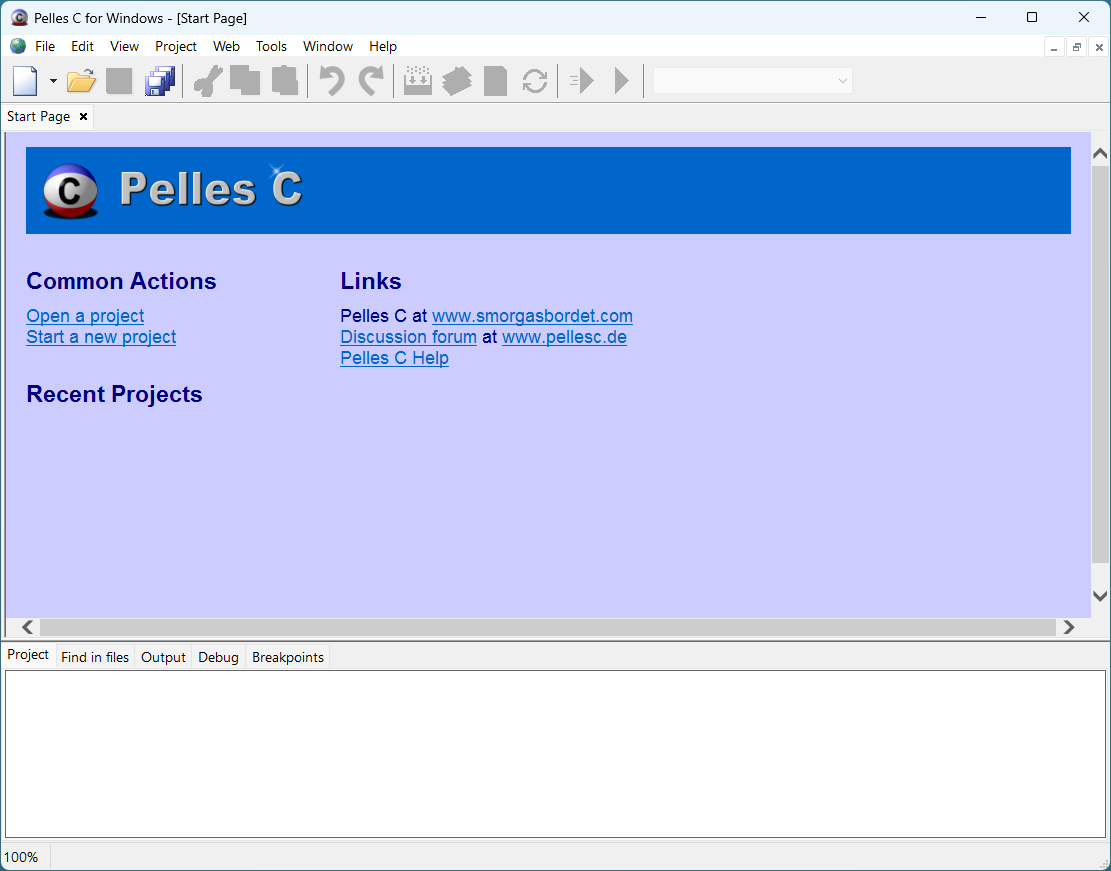 Pelles C for Windows - [Start Page]
File Edit View Project Web Tools Window Help
Start Page
C Pelles C
Common Actions
Open a project
Start a new project
Recent Projects
Links
Pelles C at www.smorgasbordet.com
Discussion forum at www.pellesc.de
Pelles C Help
Project Find in files Output Debug Breakpoints
100%